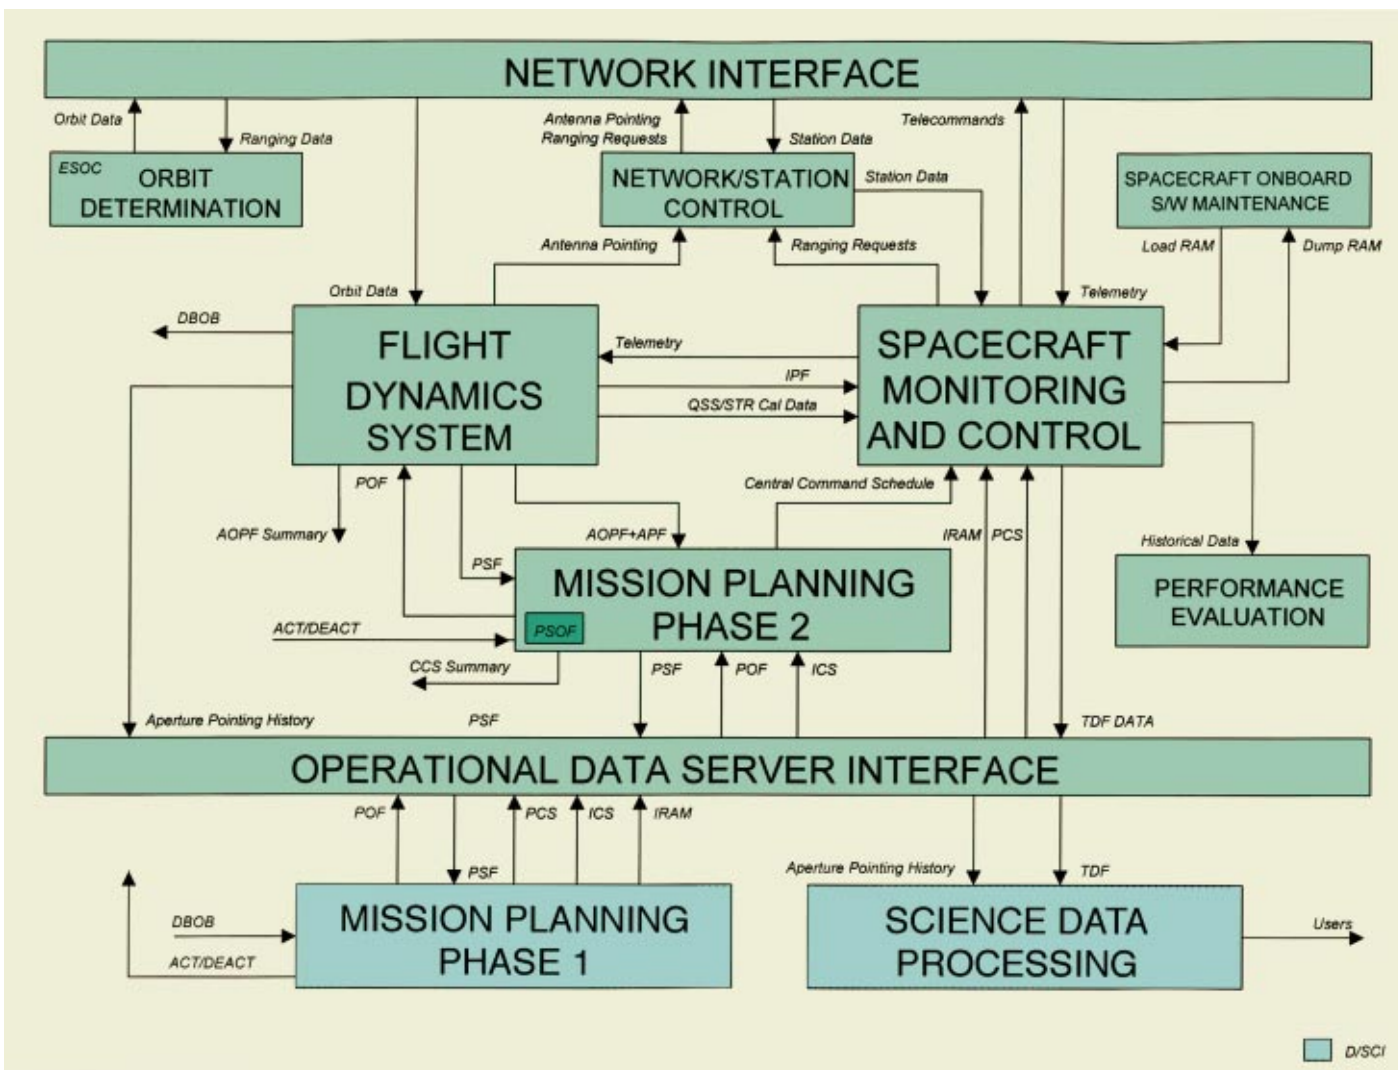 NETWORK INTERFACE
Orbit Data
Ranging Data
Antenna Pointing
Ranging Requests
Station Data
Telecommands
ESOC
ORBIT
DETERMINATION
NETWORK/STATION
CONTROL
Station Data
SPACECRAFT ONBOARD
S/W MAINTENANCE
Antenna Pointing
Ranging Requests
Load RAM
Dump RAM
Orbit Data
Telemetry
DBOB
FLIGHT
DYNAMICS
SYSTEM
Telemetry
IPF
QSS/STR Cal Data
SPACECRAFT
MONITORING
AND CONTROL
POF
Central Command Schedule
AOPF Summary
AOPF+APF
IRAM
PCS
Historical Data
PSF
MISSION PLANNING
PHASE 2
PSOF
PERFORMANCE
EVALUATION
ACT/DEACT
CCS Summary
PSF
POF
ICS
Aperture Pointing History
PSF
TDF DATA
OPERATIONAL DATA SERVER INTERFACE
POF
PCS
ICS
IRAM
PSF
Aperture Pointing History
TDF
DBOB
MISSION PLANNING
PHASE 1
ACT/DEACT
SCIENCE DATA
PROCESSING
Users
D/SCI